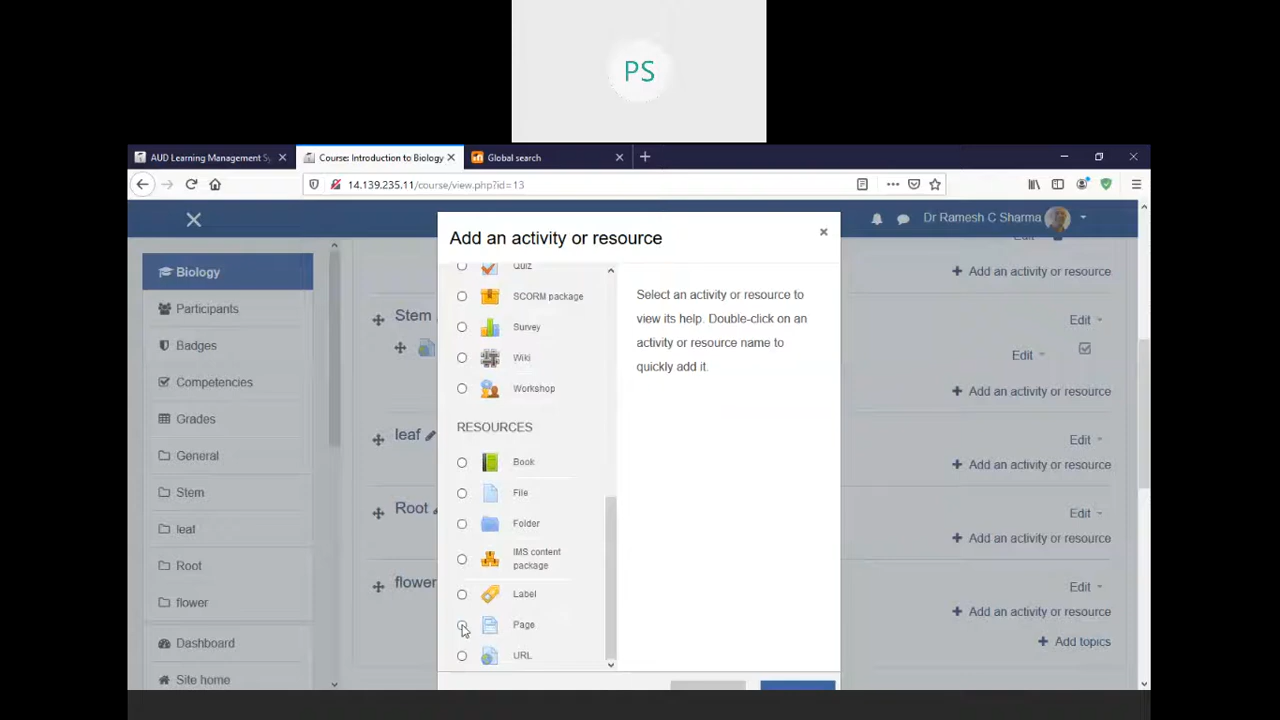 PS
AUD Learning Management Sy
Course: Introduction to Biology
Global search
14.139.235.11/course/view.php?id=13
Dr Ramesh C Sharma
Add an activity or resource
Biology
Participants
Badges
Competencies
Grades
General
Stem
leaf
Root
flower
Dashboard
Site home
Quiz
SCORM package
Survey
Wiki
Workshop
RESOURCES
Book
File
Folder
IMS content
package
Label
Page
URL
Select an activity or resource to
view its help. Double-click on an
activity or resource name to
quickly add it.
Edit
Add an activity or resource
Stem
Edit
Edit
Add an activity or resource
leaf
Edit
Add an activity or resource
Root
Edit
Add an activity or resource
flower
Edit
Add an activity or resource
Add topics